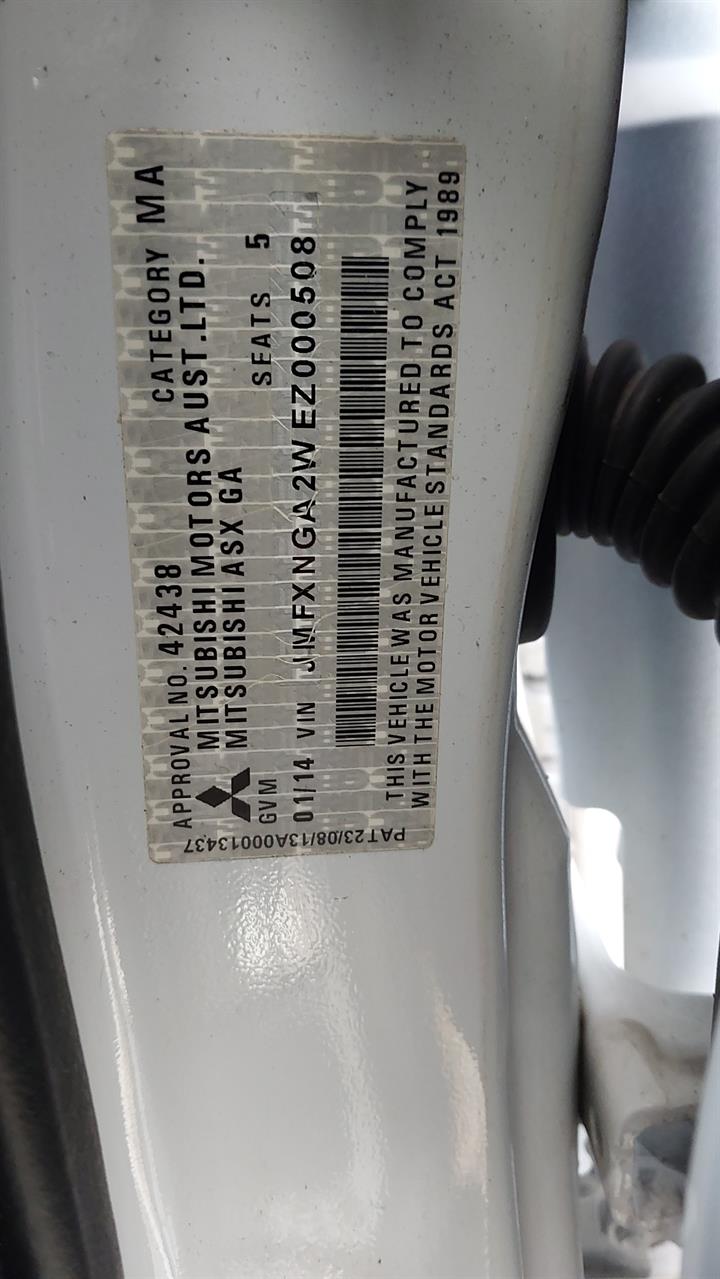 APPROVAL NO. 42438 CATEGORY MA
MITSUBISHI MOTORS AUST.LTD.
MITSUBISHI ASX GA
GVM SEATS 5
01/14 VIN JMFXNGA2WEZ000508
THIS VEHICLE WAS MANUFACTURED TO COMPLY
WITH THE MOTOR VEHICLE STANDARDS ACT 1989
PAT23/08/13A00013437